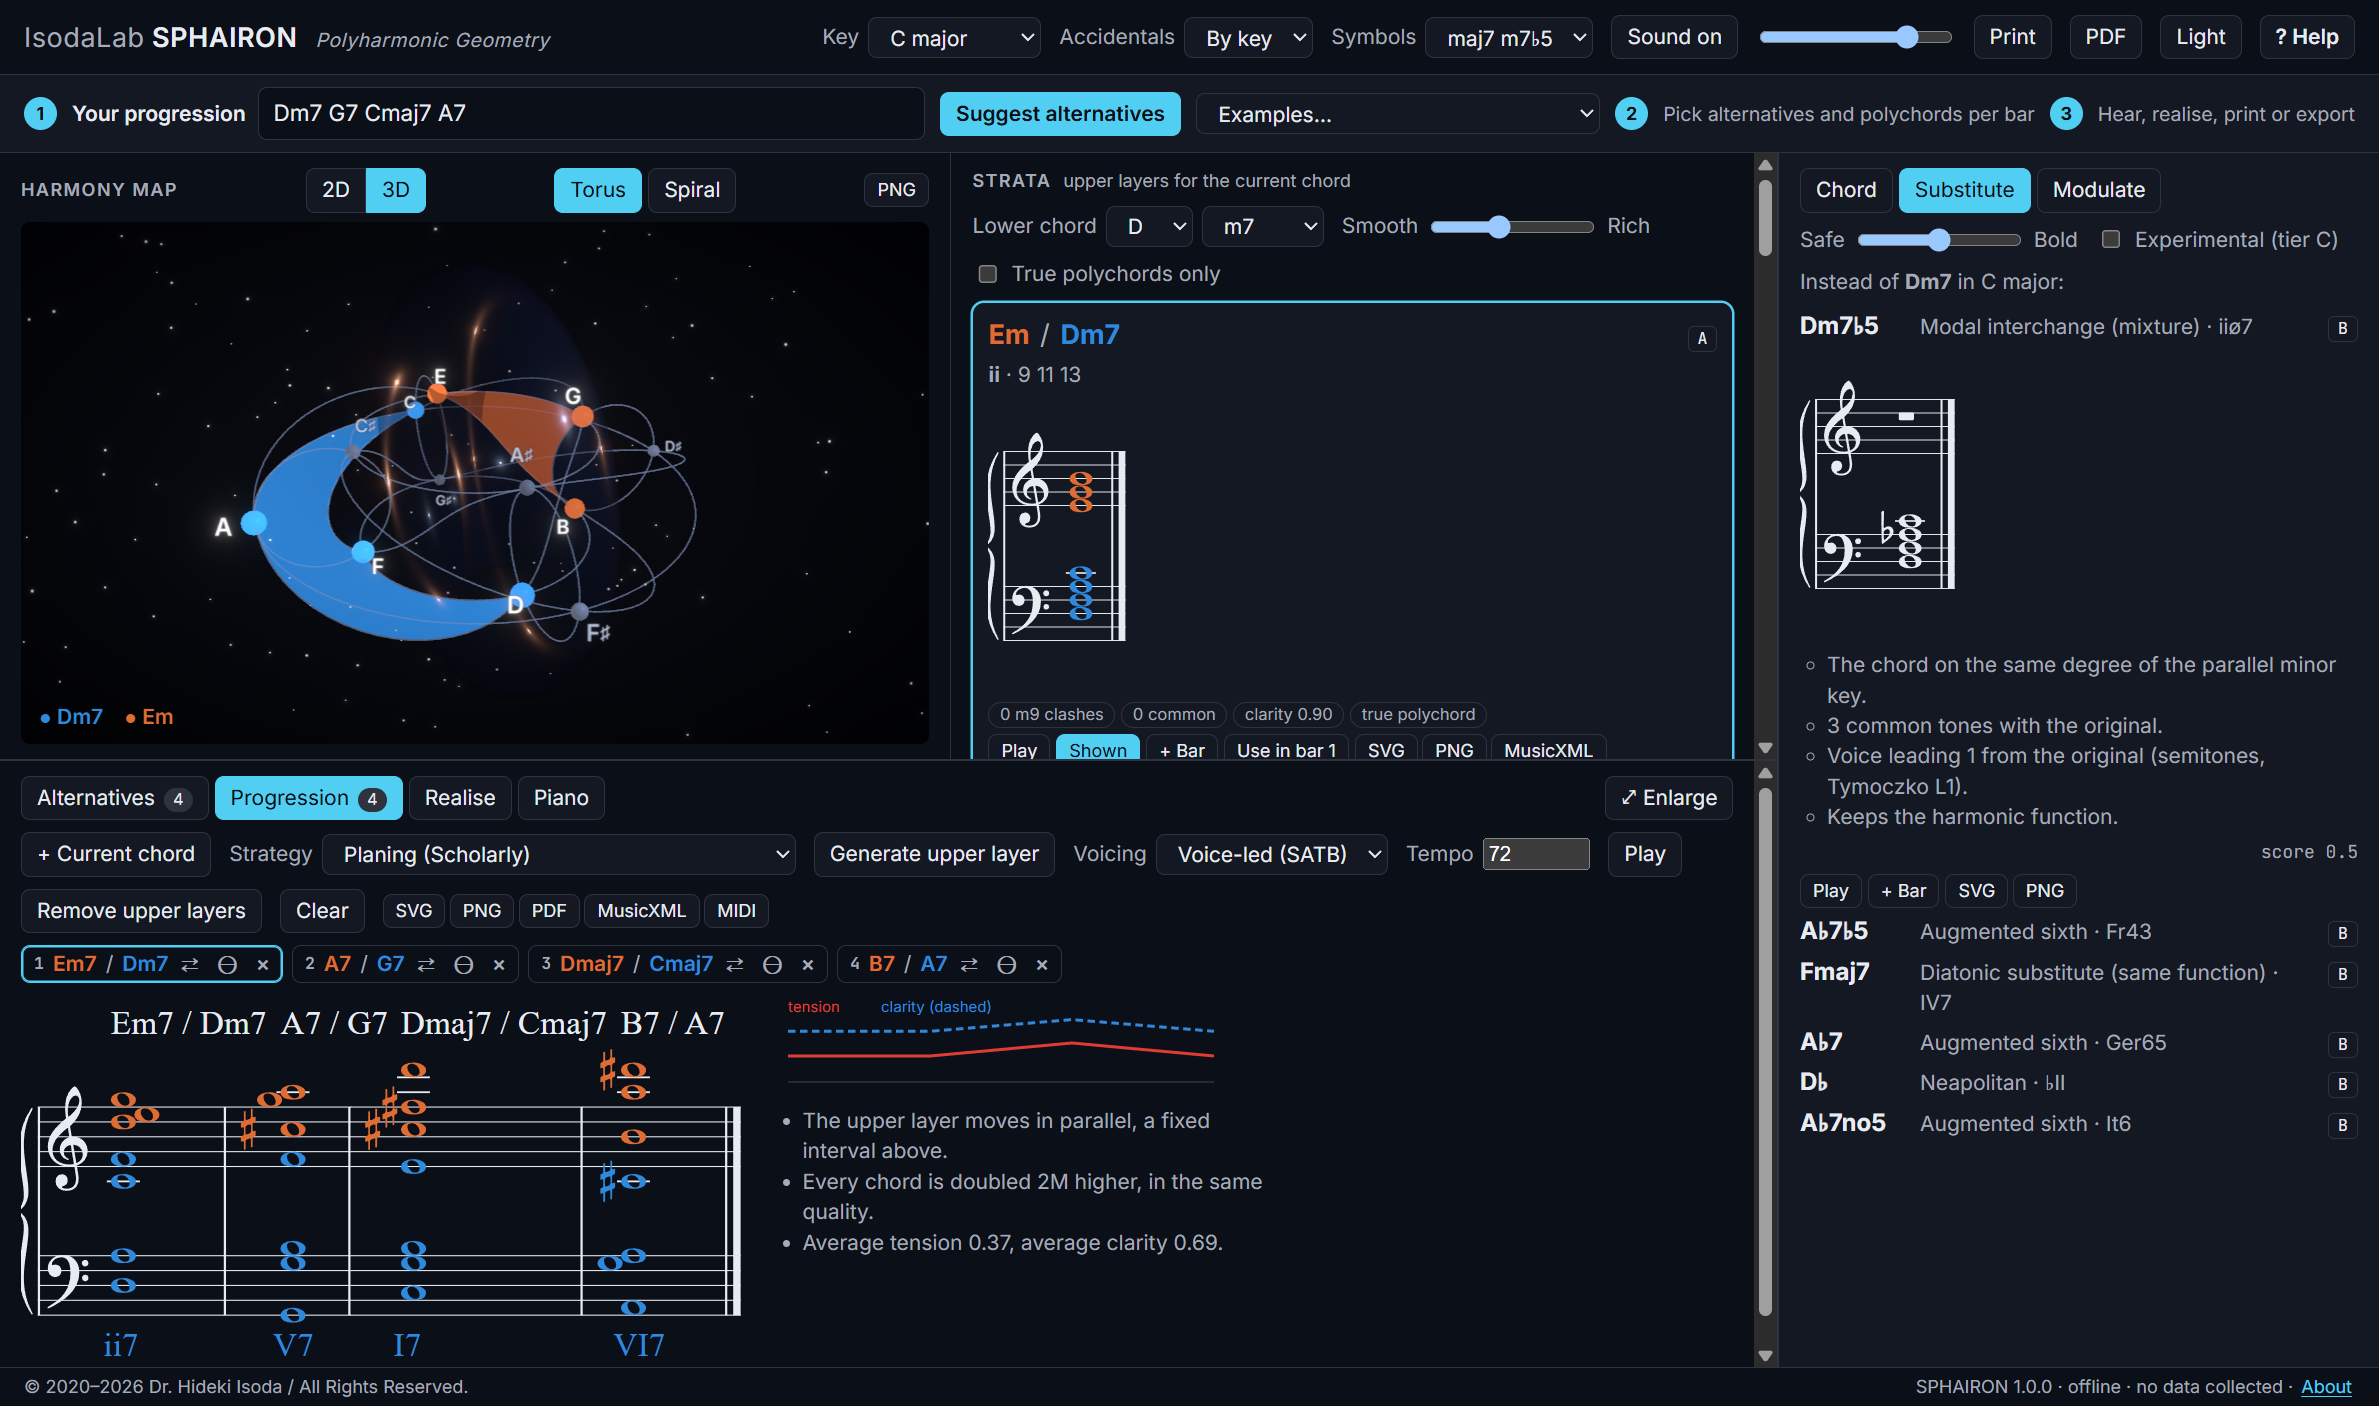 IsodaLab SPHAIRON Polyharmonic Geometry
Key C major Accidentals By key Symbols maj7 m7♭5 Sound on Print PDF Light ? Help
1 Your progression Dm7 G7 Cmaj7 A7 Suggest alternatives Examples... 2 Pick alternatives and polychords per bar 3 Hear, realise, print or export
HARMONY MAP 2D 3D Torus Spiral PNG
E
C
G
C♯
A♯
D♯
G♯
A
B
F
D
F♯
Dm7 Em
STRATA upper layers for the current chord
Lower chord D m7 Smooth Rich
True polychords only
Em / Dm7 A
ii · 9 11 13
0 m9 clashes 0 common clarity 0.90 true polychord
Play Shown + Bar Use in bar 1 SVG PNG MusicXML
Chord Substitute Modulate
Safe Bold Experimental (tier C)
Instead of Dm7 in C major:
Dm7♭5 Modal interchange (mixture) · iiø7 B
The chord on the same degree of the parallel minor
key.
3 common tones with the original.
Voice leading 1 from the original (semitones,
Tymoczko L1).
Keeps the harmonic function.
score 0.5
Play + Bar SVG PNG
A♭7♭5 Augmented sixth · Fr43 B
Fmaj7 Diatonic substitute (same function) · B
IV7
A♭7 Augmented sixth · Ger65 B
D♭ Neapolitan · ♭II B
A♭7no5 Augmented sixth · It6 B
Alternatives 4 Progression 4 Realise Piano Enlarge
+ Current chord Strategy Planing (Scholarly) Generate upper layer Voicing Voice-led (SATB) Tempo 72 Play
Remove upper layers Clear SVG PNG PDF MusicXML MIDI
1 Em7 / Dm7 ⇄ × 2 A7 / G7 ⇄ × 3 Dmaj7 / Cmaj7 ⇄ × 4 B7 / A7 ⇄ ×
Em7 / Dm7 A7 / G7 Dmaj7 / Cmaj7 B7 / A7
ii7 V7 I7 VI7
tension clarity (dashed)
The upper layer moves in parallel, a fixed
interval above.
Every chord is doubled 2M higher, in the same
quality.
Average tension 0.37, average clarity 0.69.
© 2020–2026 Dr. Hideki Isoda / All Rights Reserved.
SPHAIRON 1.0.0 · offline · no data collected · About